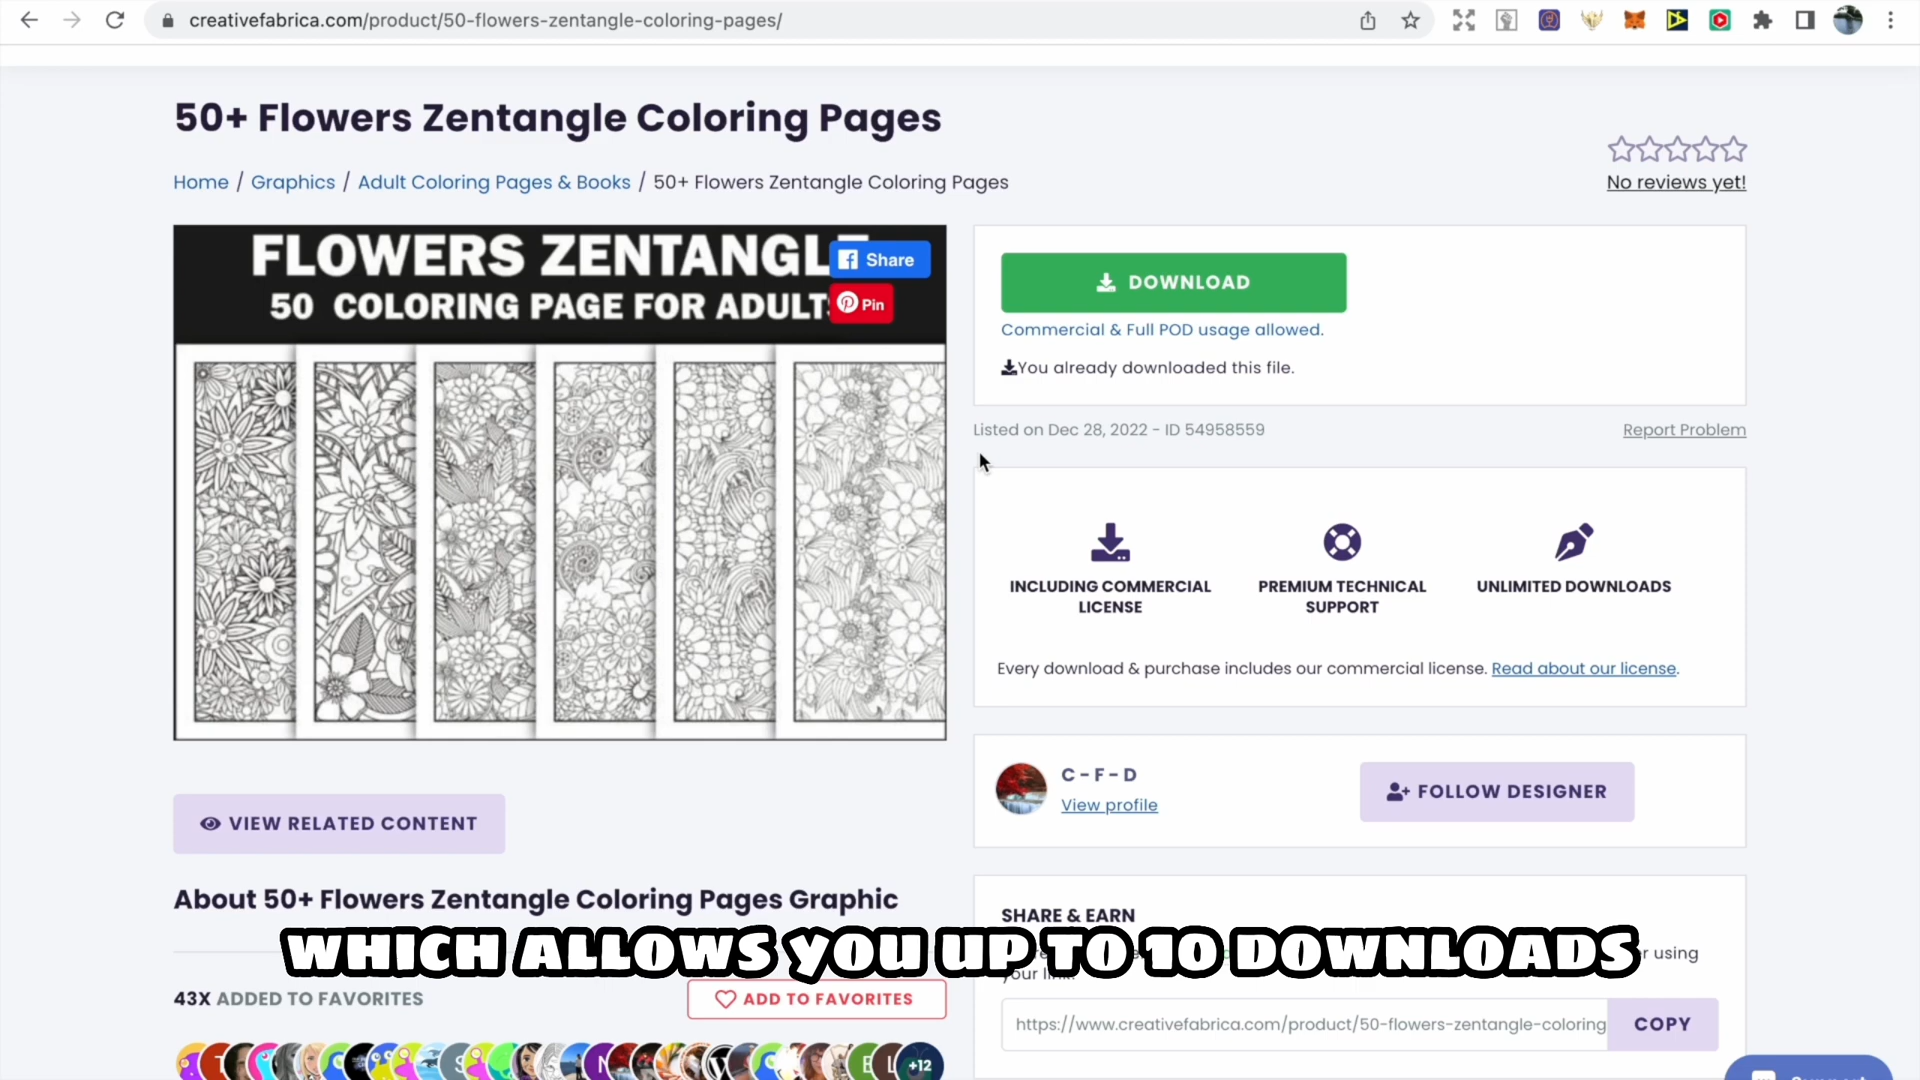 creativefabrica.com/product/50-flowers-zentangle-coloring-pages/
50+ Flowers Zentangle Coloring Pages
No reviews yet!
Home / Graphics / Adult Coloring Pages & Books / 50+ Flowers Zentangle Coloring Pages
FLOWERS ZENTANGLE
50 COLORING PAGE FOR ADULTS
Share
Pin
DOWNLOAD
Commercial & Full POD usage allowed.
You already downloaded this file.
Listed on Dec 28, 2022 - ID 54958559
Report Problem
INCLUDING COMMERCIAL
LICENSE
PREMIUM TECHNICAL
SUPPORT
UNLIMITED DOWNLOADS
Every download & purchase includes our commercial license. Read about our license.
C - F - D
View profile
FOLLOW DESIGNER
VIEW RELATED CONTENT
About 50+ Flowers Zentangle Coloring Pages Graphic
43X ADDED TO FAVORITES
ADD TO FAVORITES
+12
SHARE & EARN
using
your link
https://www.creativefabrica.com/product/50-flowers-zentangle-coloring
COPY
WHICH ALLOWS YOU UP TO 10 DOWNLOADS